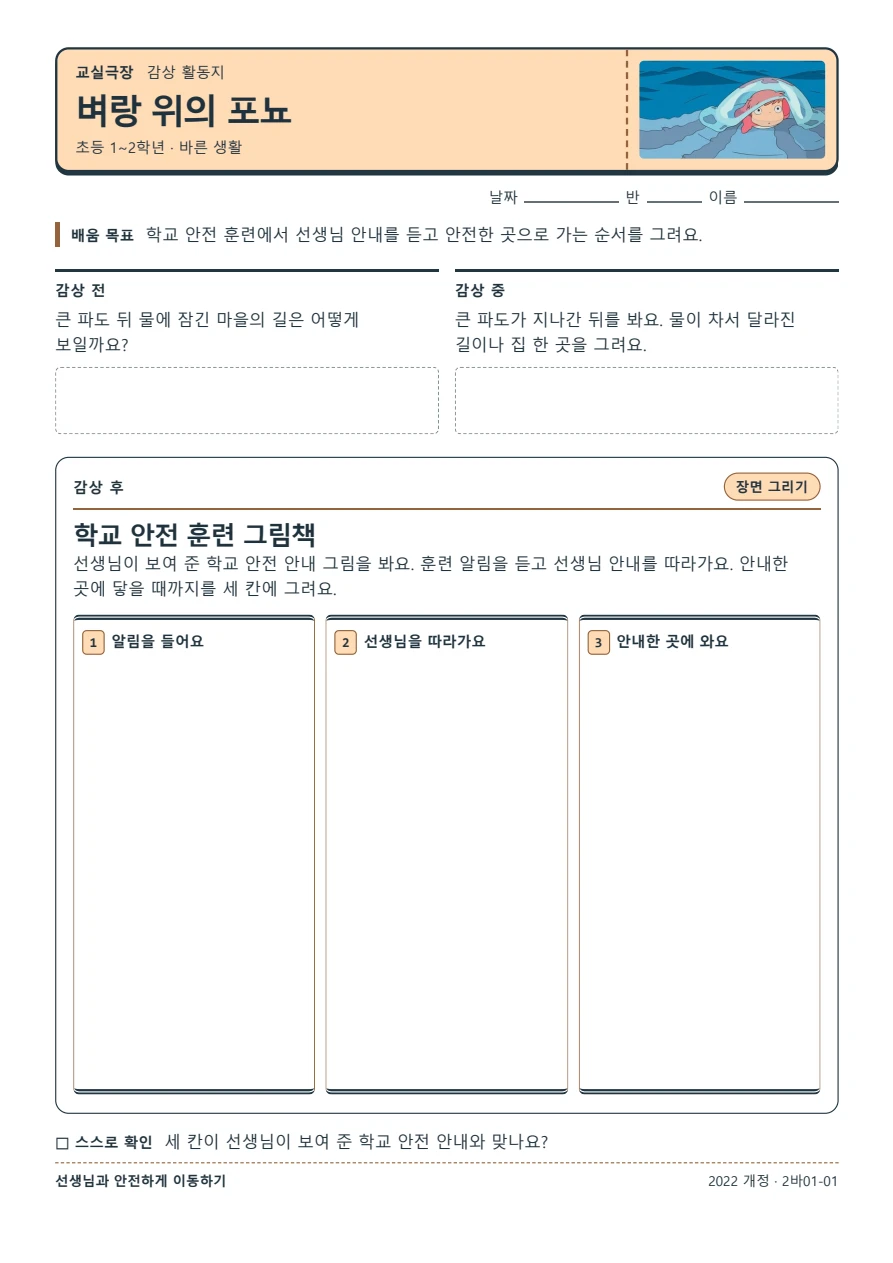 교실극장 감상 활동지
벼랑 위의 포뇨
초등 1~2학년 · 바른 생활
날짜 반 이름
배움 목표 학교 안전 훈련에서 선생님 안내를 듣고 안전한 곳으로 가는 순서를 그려요.
감상 전
큰 파도 뒤 물에 잠긴 마을의 길은 어떻게
보일까요?
감상 중
큰 파도가 지나간 뒤를 봐요. 물이 차서 달라진
길이나 집 한 곳을 그려요.
감상 후
장면 그리기
학교 안전 훈련 그림책
선생님이 보여 준 학교 안전 안내 그림을 봐요. 훈련 알림을 듣고 선생님 안내를 따라가요. 안내한
곳에 닿을 때까지를 세 칸에 그려요.
1 알림을 들어요
2 선생님을 따라가요
3 안내한 곳에 와요
스스로 확인 세 칸이 선생님이 보여 준 학교 안전 안내와 맞나요?
선생님과 안전하게 이동하기
2022 개정 · 2바01-01